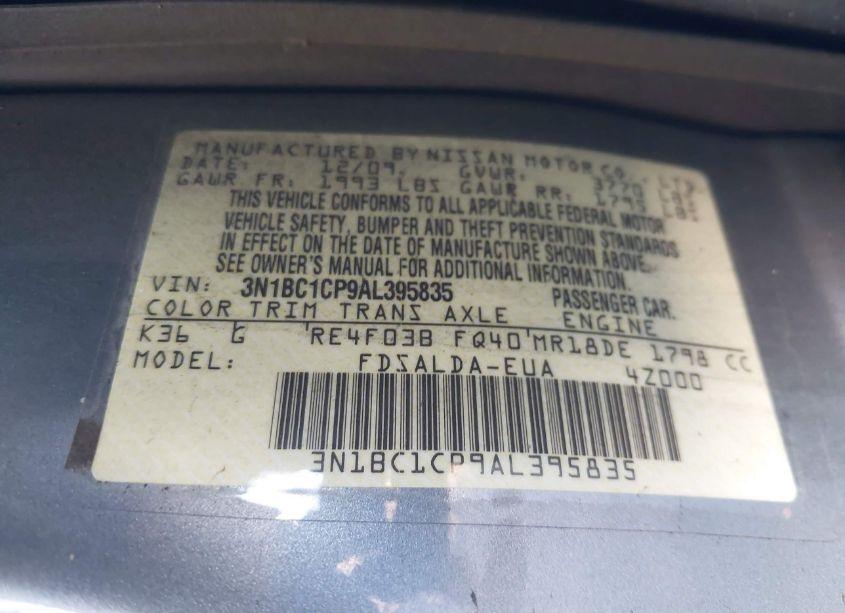 MANUFACTURED BY NISSAN MOTOR CO., LTD
DATE: 12/09 GVWR: 3770 LBS
GAWR FR: 1993 LBS GAWR RR: 1792 LBS
THIS VEHICLE CONFORMS TO ALL APPLICABLE FEDERAL MOTOR
VEHICLE SAFETY, BUMPER AND THEFT PREVENTION STANDARDS
IN EFFECT ON THE DATE OF MANUFACTURE SHOWN ABOVE.
SEE OWNER'S MANUAL FOR ADDITIONAL INFORMATION.
VIN: 3N1BC1CP9AL395835 PASSENGER CAR.
COLOR TRIM TRANS AXLE ENGINE
K36 G RE4F03B FQ40 MR18DE 1798 CC
MODEL: FDSALDA-EUA 4Z000
3N1BC1CP9AL395835